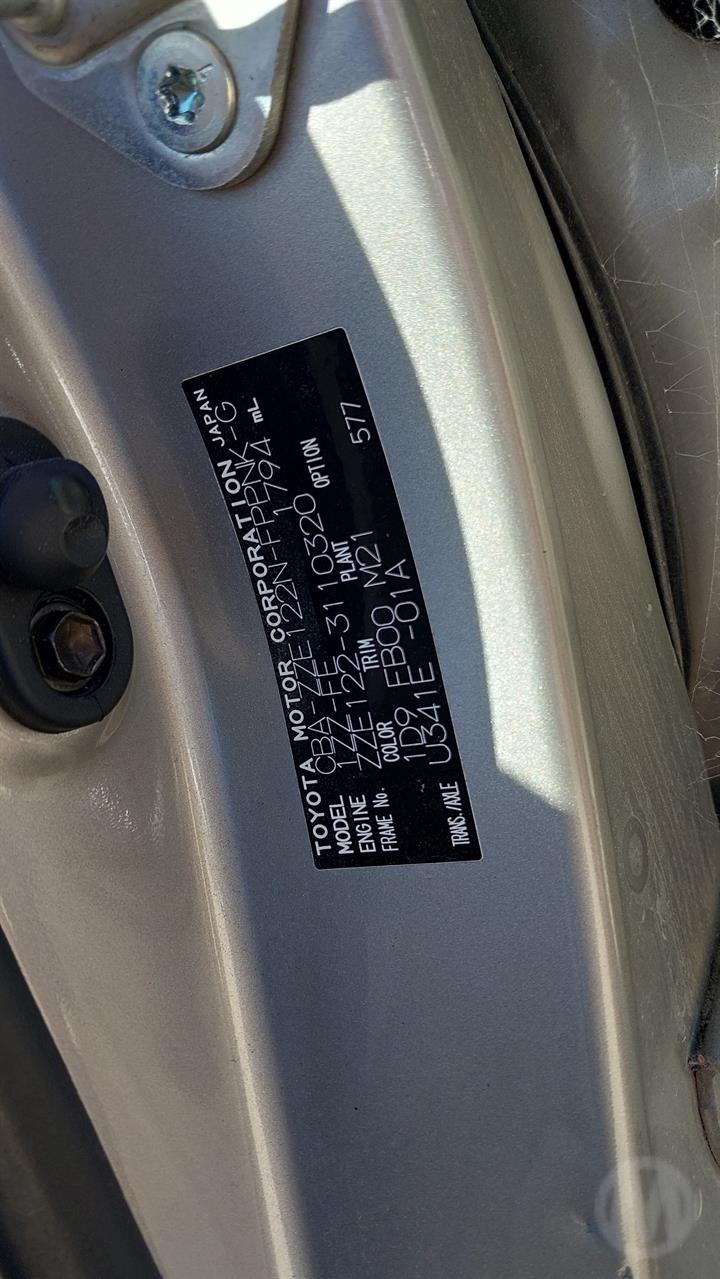 TOYOTA MOTOR CORPORATION JAPAN
MODEL CBA-ZZE122N-FPPNK-G
ENGINE 1ZZ-FE 1794 mL
FRAME No. ZZE122-3110320
COLOR TRIM PLANT OPTION
1D9 FB00 M21 577
TRANS./AXLE U341E -01A